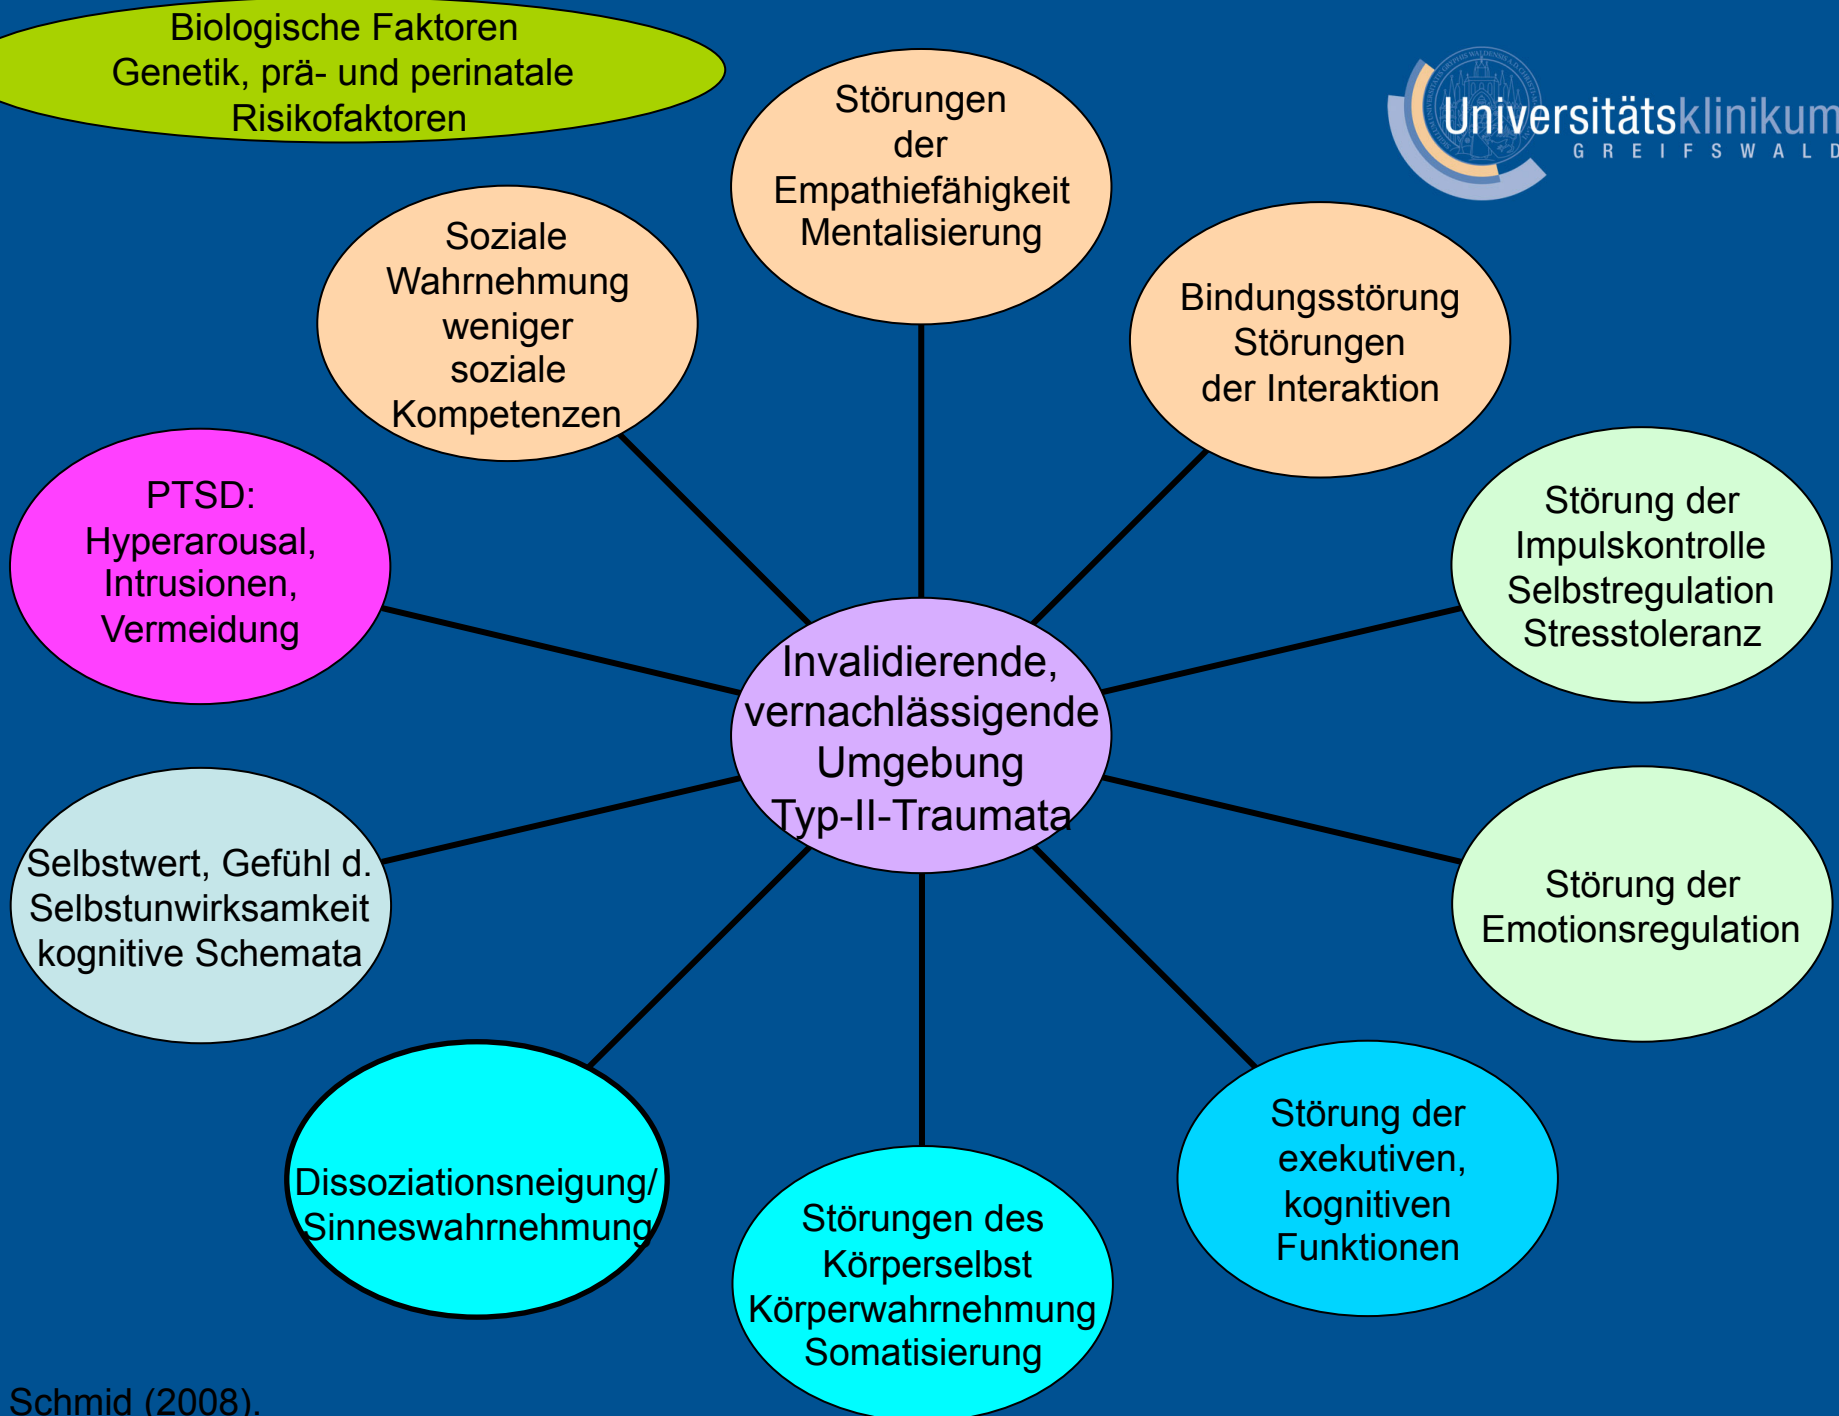 Biologische Faktoren
Genetik, prä- und perinatale
Risikofaktoren
Universitätsklinikum
GREIFSWALD
Störungen
der
Empathiefähigkeit
Mentalisierung
Soziale
Wahrnehmung
weniger
soziale
Kompetenzen
Bindungsstörung
Störungen
der Interaktion
PTSD:
Hyperarousal,
Intrusionen,
Vermeidung
Störung der
Impulskontrolle
Selbstregulation
Stresstoleranz
Invalidierende,
vernachlässigende
Umgebung
Typ-II-Traumata
Selbstwert, Gefühl d.
Selbstunwirksamkeit
kognitive Schemata
Störung der
Emotionsregulation
Dissoziationsneigung/
Sinneswahrnehmung
Störungen des
Körperselbst
Körperwahrnehmung
Somatisierung
Störung der
exekutiven,
kognitiven
Funktionen
Schmid (2008).